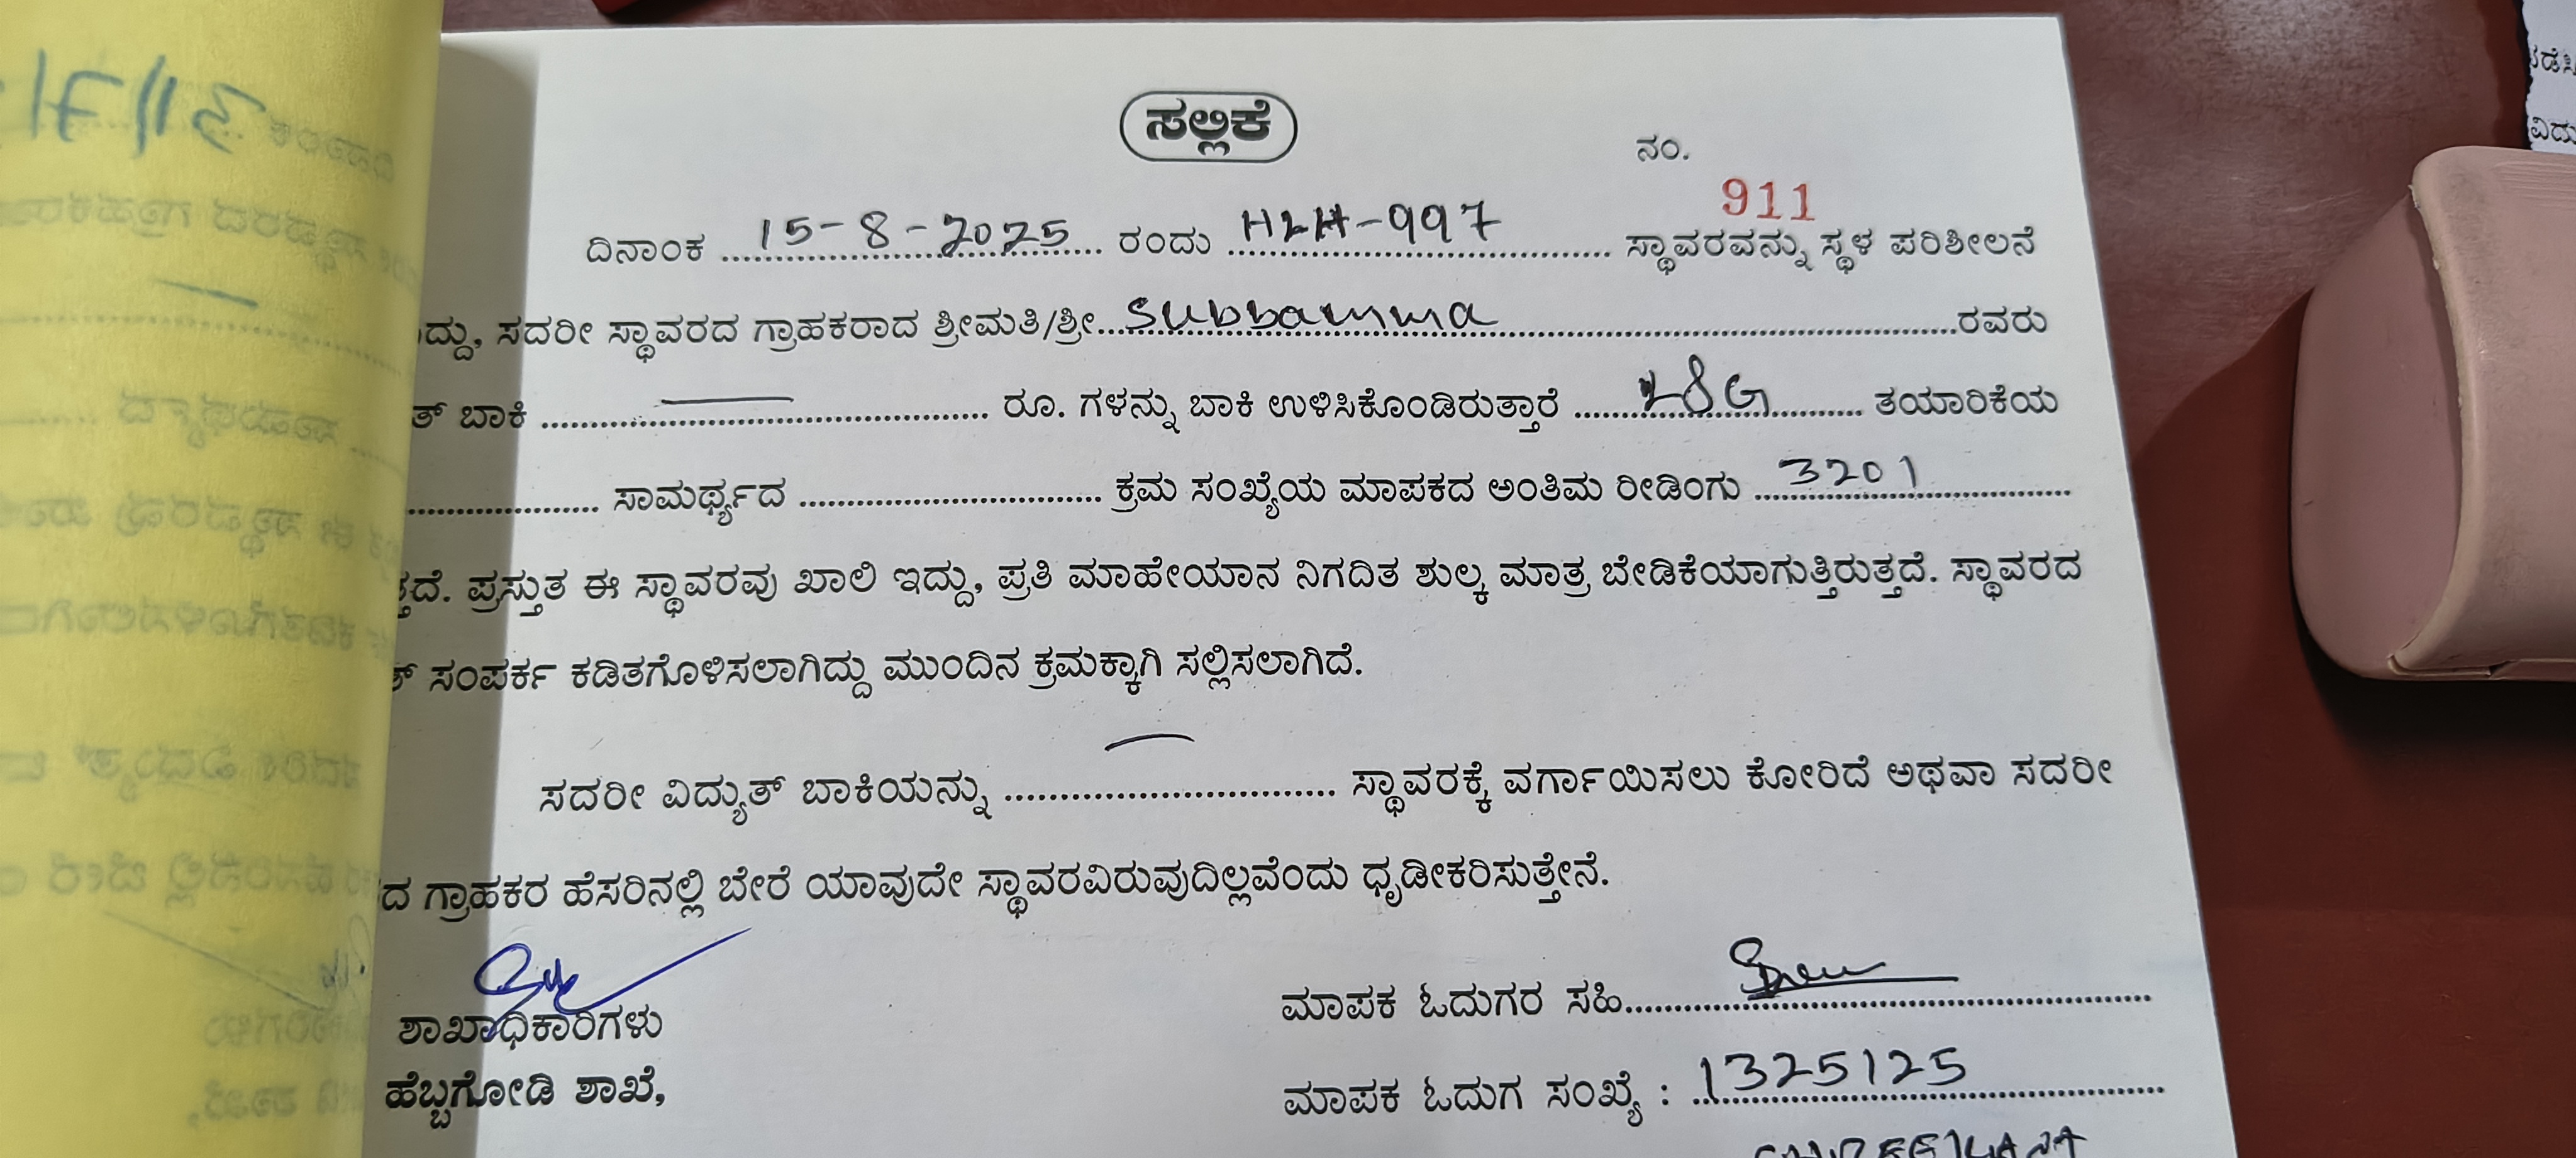 ಸಲ್ಲಿಕೆ
ನಂ.
911
ದಿನಾಂಕ 15-8-2025 ರಂದು HLH-997 ಸ್ಥಾವರವನ್ನು ಸ್ಥಳ ಪರಿಶೀಲನೆ
ಸದರೀ ಸ್ಥಾವರದ ಗ್ರಾಹಕರಾದ ಶ್ರೀಮತಿ/ಶ್ರೀ...subbamma...ರವರು
ಬಾಕಿ ......—...... ರೂ. ಗಳನ್ನು ಬಾಕಿ ಉಳಿಸಿಕೊಂಡಿರುತ್ತಾರೆ ...L&G... ತಯಾರಿಕೆಯ
...... ಸಾಮರ್ಥ್ಯದ ...... ಕ್ರಮ ಸಂಖ್ಯೆಯ ಮಾಪಕದ ಅಂತಿಮ ರೀಡಿಂಗು ...3201...
ಪ್ರಸ್ತುತ ಈ ಸ್ಥಾವರವು ಖಾಲಿ ಇದ್ದು, ಪ್ರತಿ ಮಾಹೇಯಾನ ನಿಗದಿತ ಶುಲ್ಕ ಮಾತ್ರ ಬೇಡಿಕೆಯಾಗುತ್ತಿರುತ್ತದೆ. ಸ್ಥಾವರದ
ಸಂಪರ್ಕ ಕಡಿತಗೊಳಿಸಲಾಗಿದ್ದು ಮುಂದಿನ ಕ್ರಮಕ್ಕಾಗಿ ಸಲ್ಲಿಸಲಾಗಿದೆ.
ಸದರೀ ವಿದ್ಯುತ್ ಬಾಕಿಯನ್ನು ......—...... ಸ್ಥಾವರಕ್ಕೆ ವರ್ಗಾಯಿಸಲು ಕೋರಿದೆ ಅಥವಾ ಸದರೀ
ಗ್ರಾಹಕರ ಹೆಸರಿನಲ್ಲಿ ಬೇರೆ ಯಾವುದೇ ಸ್ಥಾವರವಿರುವುದಿಲ್ಲವೆಂದು ಧೃಡೀಕರಿಸುತ್ತೇನೆ.
ಶಾಖಾಧಿಕಾರಿಗಳು
ಹೆಬ್ಬಗೋಡಿ ಶಾಖೆ,
ಮಾಪಕ ಓದುಗರ ಸಹಿ......
ಮಾಪಕ ಓದುಗ ಸಂಖ್ಯೆ : 1325125